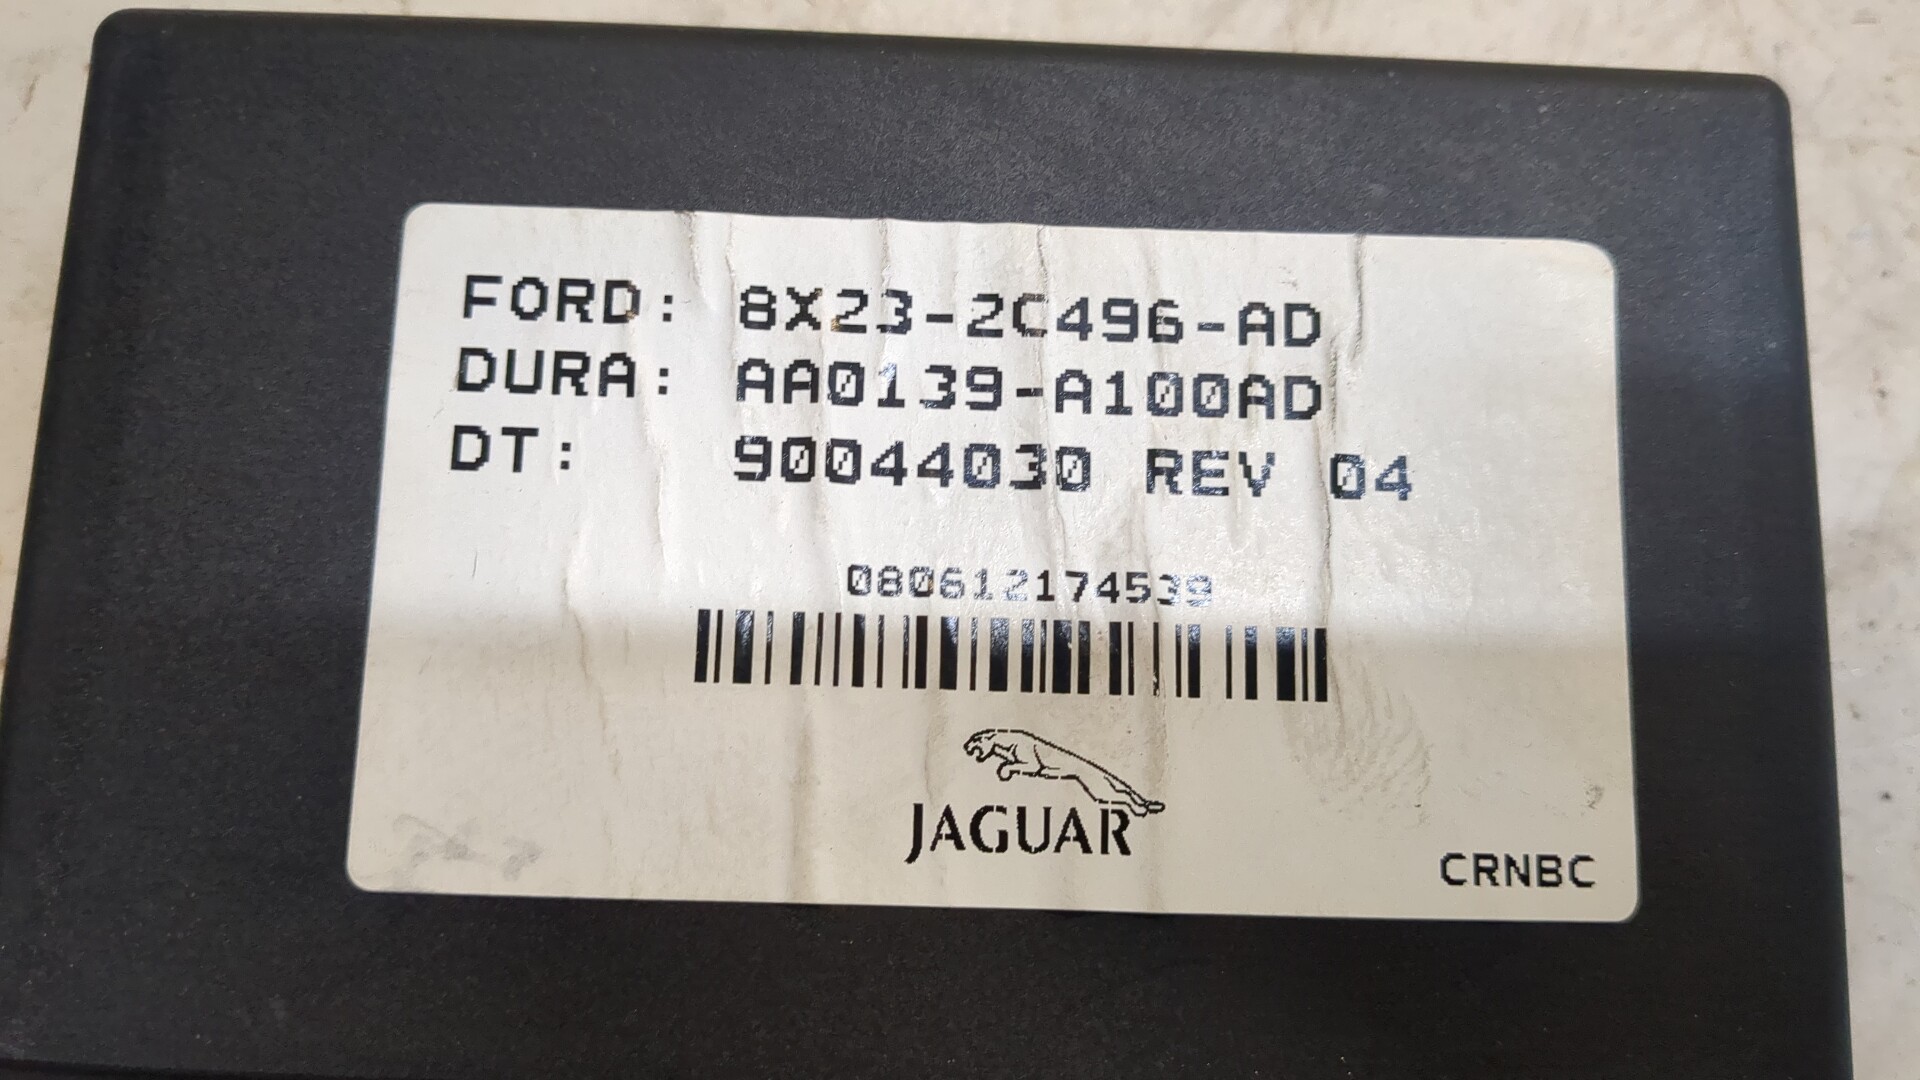 FORD: 8X23-2C496-AD
DURA: AA0139-A100AD
DT: 90044030 REV 04
080612174539
JAGUAR
CRNBC